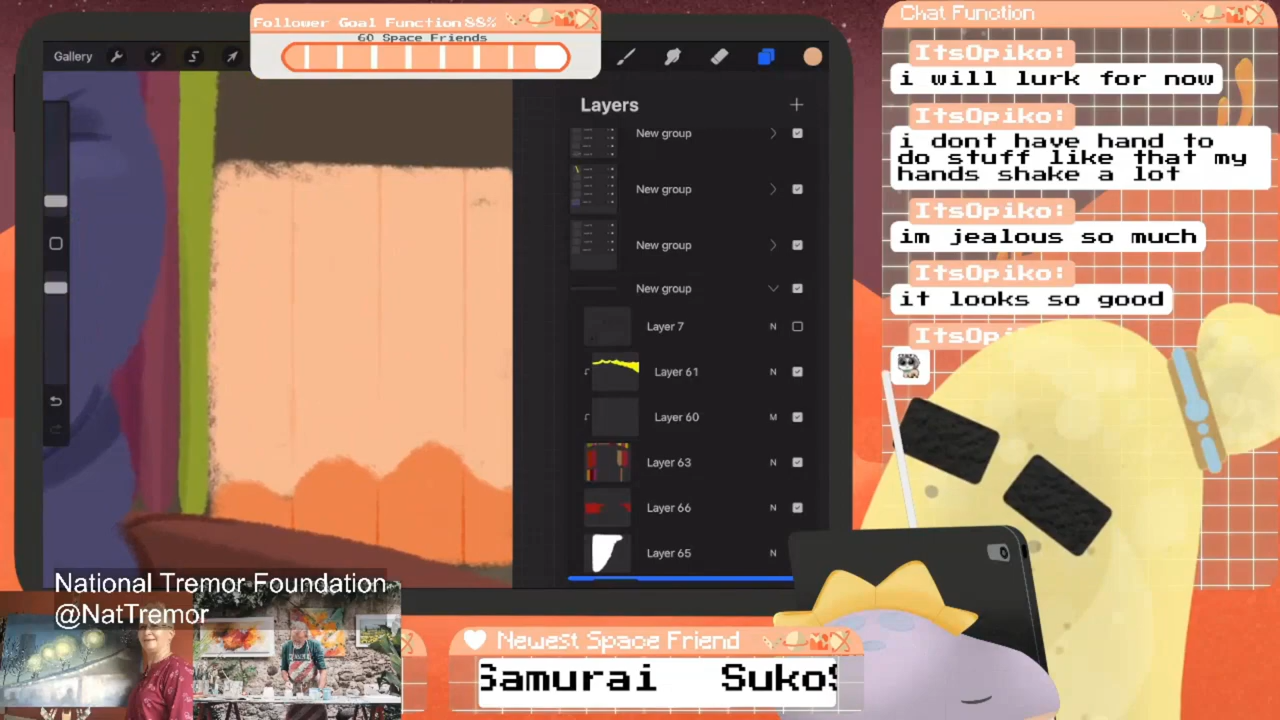 Follower Goal Function 88%
60 Space Friends
Gallery
Layers
New group
New group
New group
New group
Layer 7 N
Layer 61 N
Layer 60 M
Layer 63 N
Layer 66 N
Layer 65 N
Chat Function
ItsOpiko:
i will lurk for now
ItsOpiko:
i dont have hand to
do stuff like that my
hands shake a lot
ItsOpiko:
im jealous so much
ItsOpiko:
it looks so good
ItsOp
National Tremor Foundation
@NatTremor
Newest Space Friend
Samurai Suko